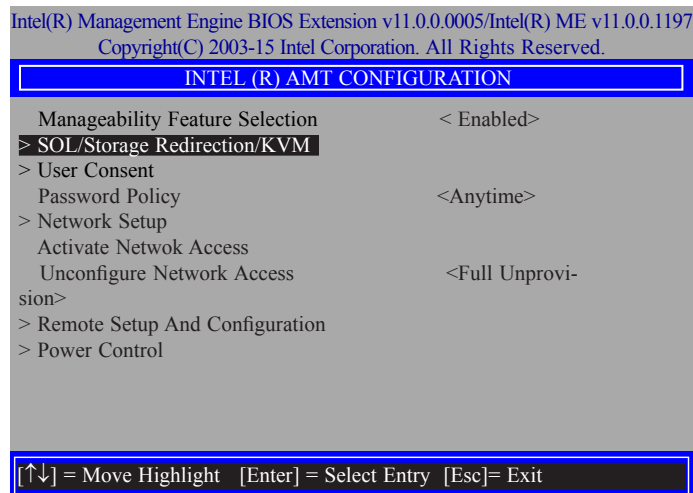 Intel(R) Management Engine BIOS Extension v11.0.0.0005/Intel(R) ME v11.0.0.1197
Copyright(C) 2003-15 Intel Corporation. All Rights Reserved.
INTEL (R) AMT CONFIGURATION
Manageability Feature Selection < Enabled>
> SOL/Storage Redirection/KVM
> User Consent
Password Policy <Anytime>
> Network Setup
Activate Netwok Access
Unconfigure Network Access <Full Unprovi-
sion>
> Remote Setup And Configuration
> Power Control
[↑↓] = Move Highlight [Enter] = Select Entry [Esc]= Exit